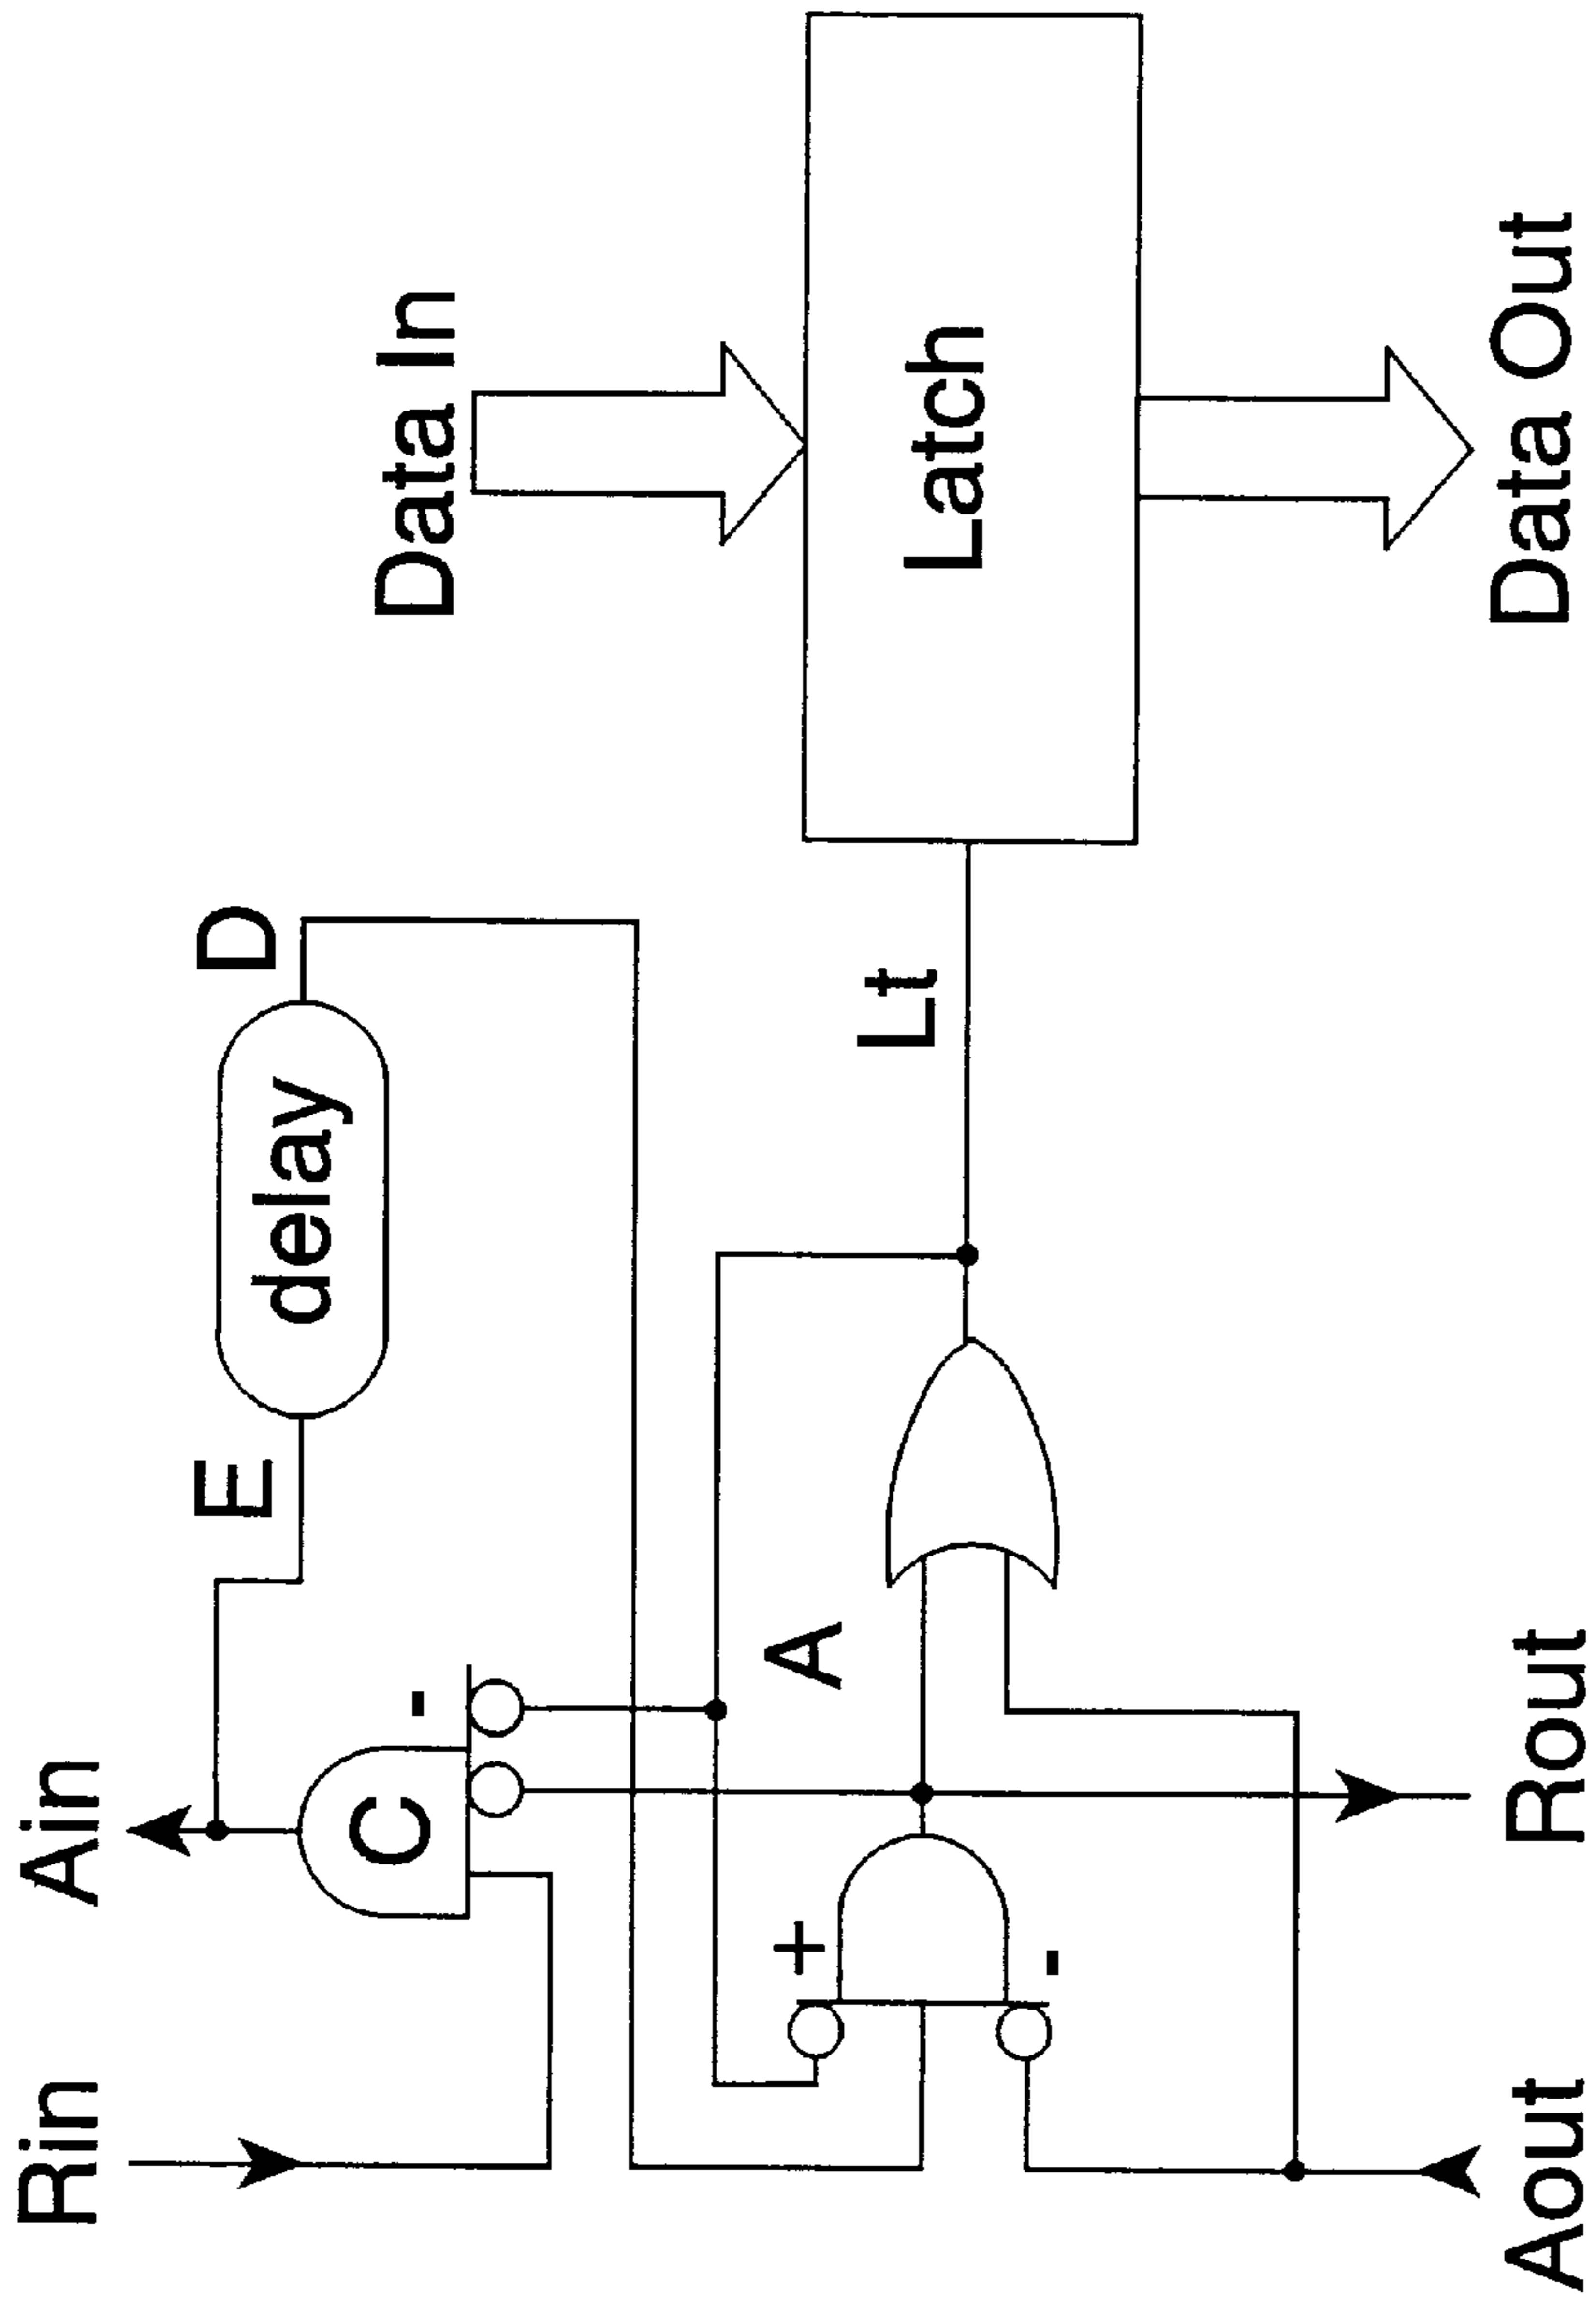 Rin
Ain
E
delay
D
Data In
C
-
+
-
A
Lt
Latch
Aout
Rout
Data Out